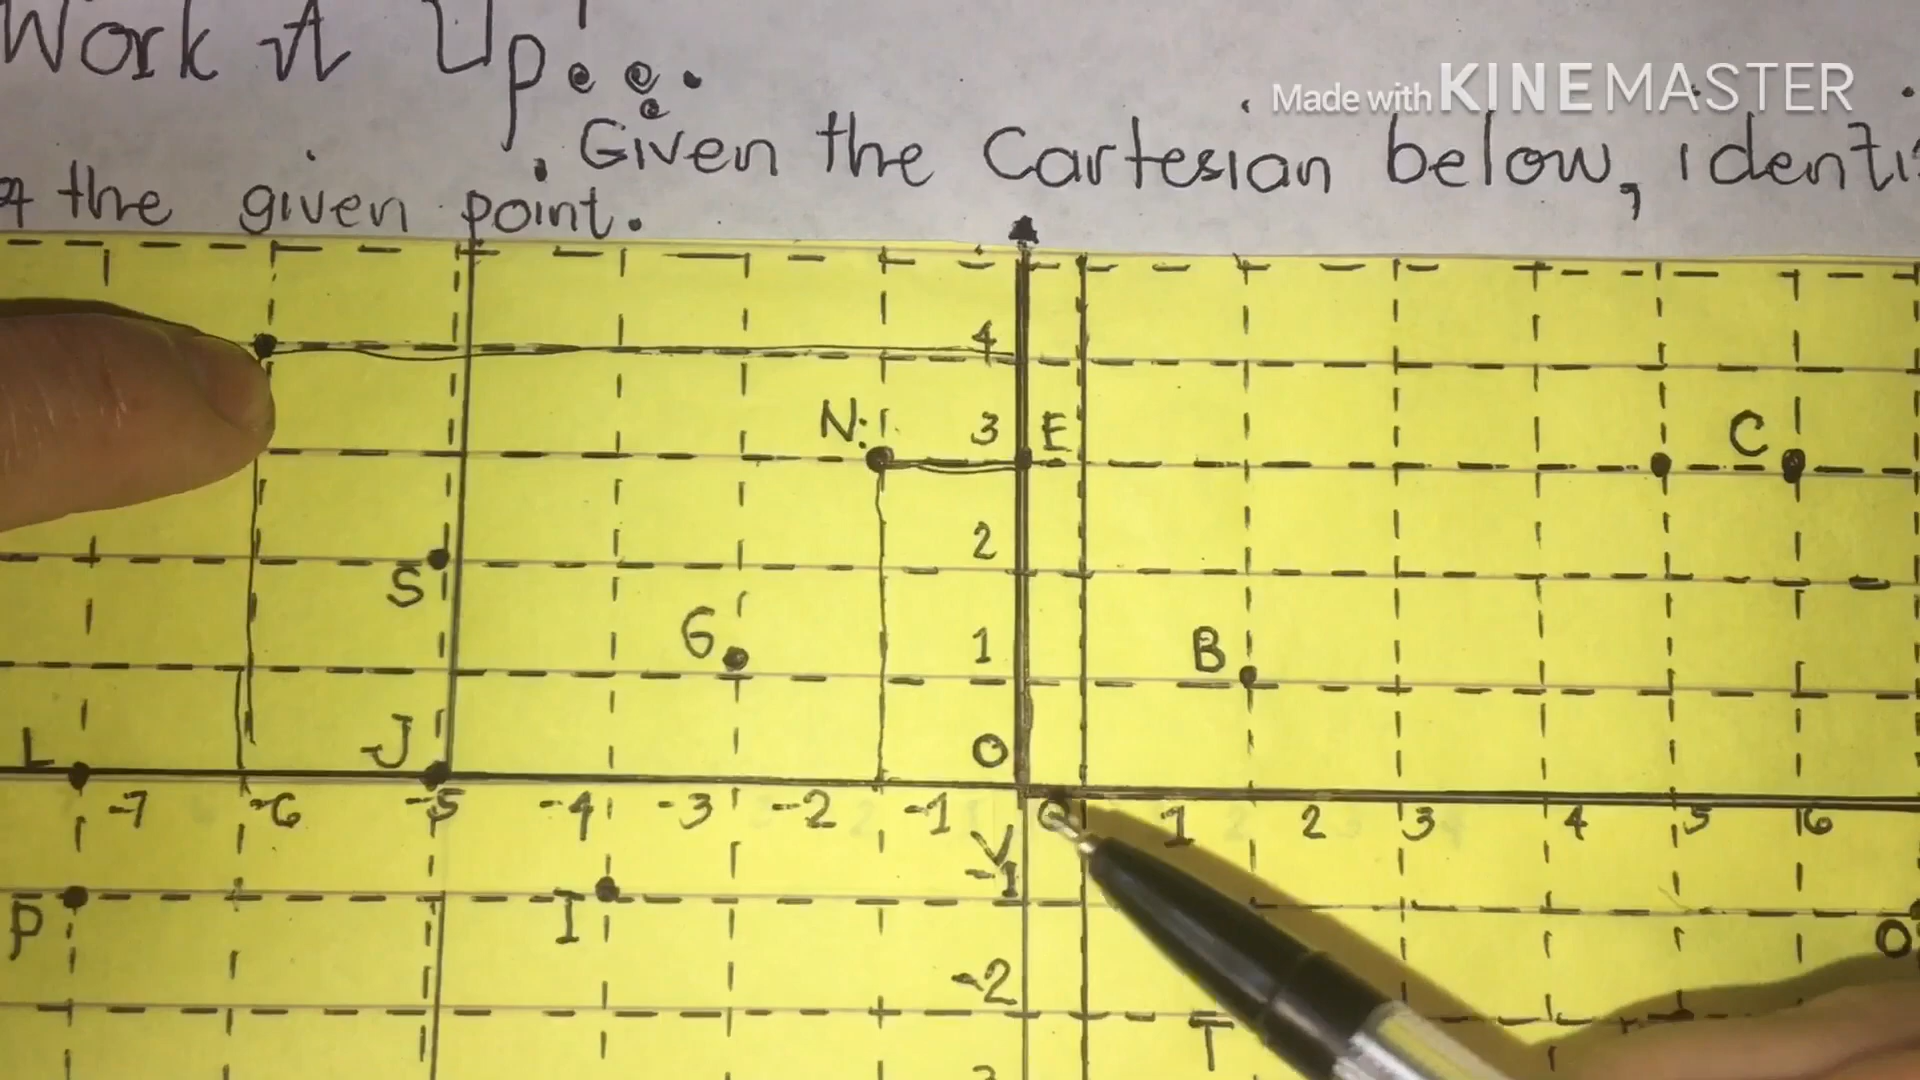 Work it Up...
Made with KINEMASTER
Given the Cartesian below,
the given point.
4
N 3 E C
2
S
G 1 B
L J 0
-7 -6 -5 -4 -3 -2 -1 0 1 2 3 4 5 6
-1
P I O
-2
T